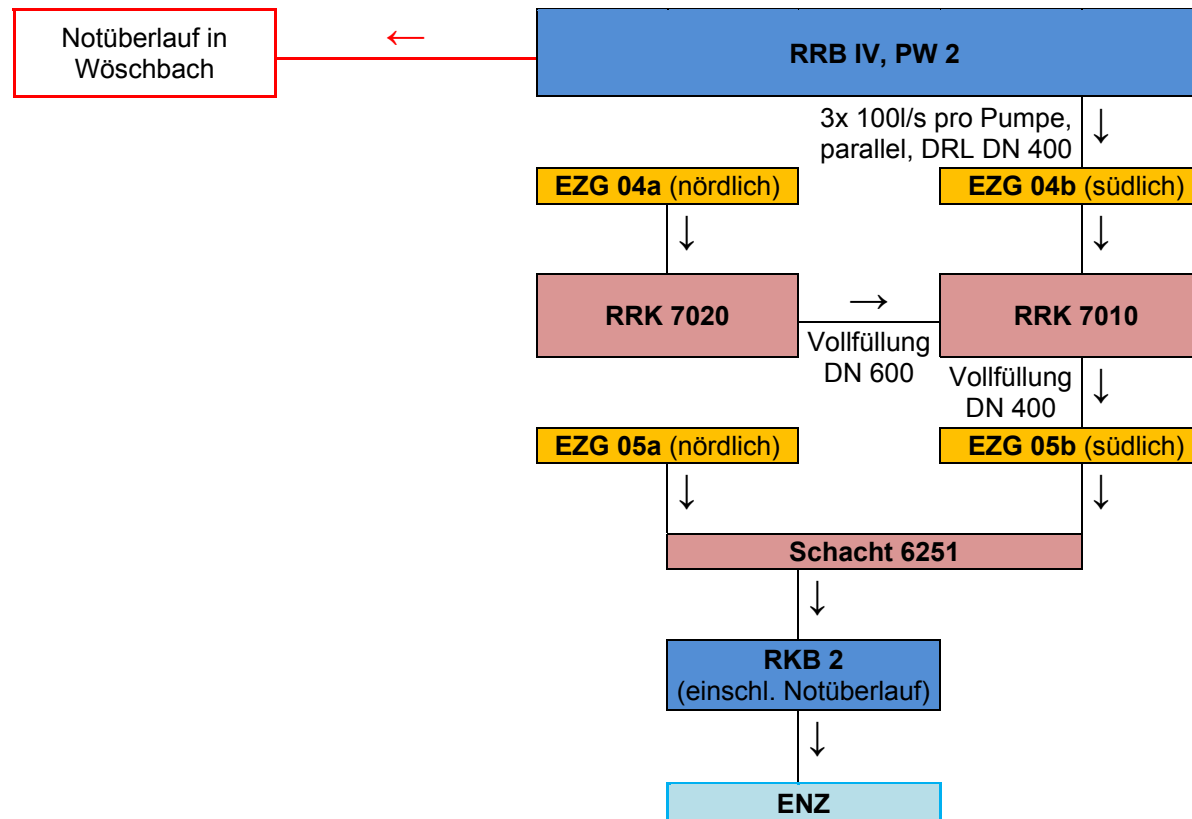 Notüberlauf in
Wöschbach
←
RRB IV, PW 2
3x 100l/s pro Pumpe,
parallel, DRL DN 400
↓
EZG 04a (nördlich)
EZG 04b (südlich)
↓
↓
RRK 7020
→
RRK 7010
Vollfüllung
DN 600
Vollfüllung
DN 400
↓
EZG 05a (nördlich)
EZG 05b (südlich)
↓
↓
Schacht 6251
↓
RKB 2
(einschl. Notüberlauf)
↓
ENZ